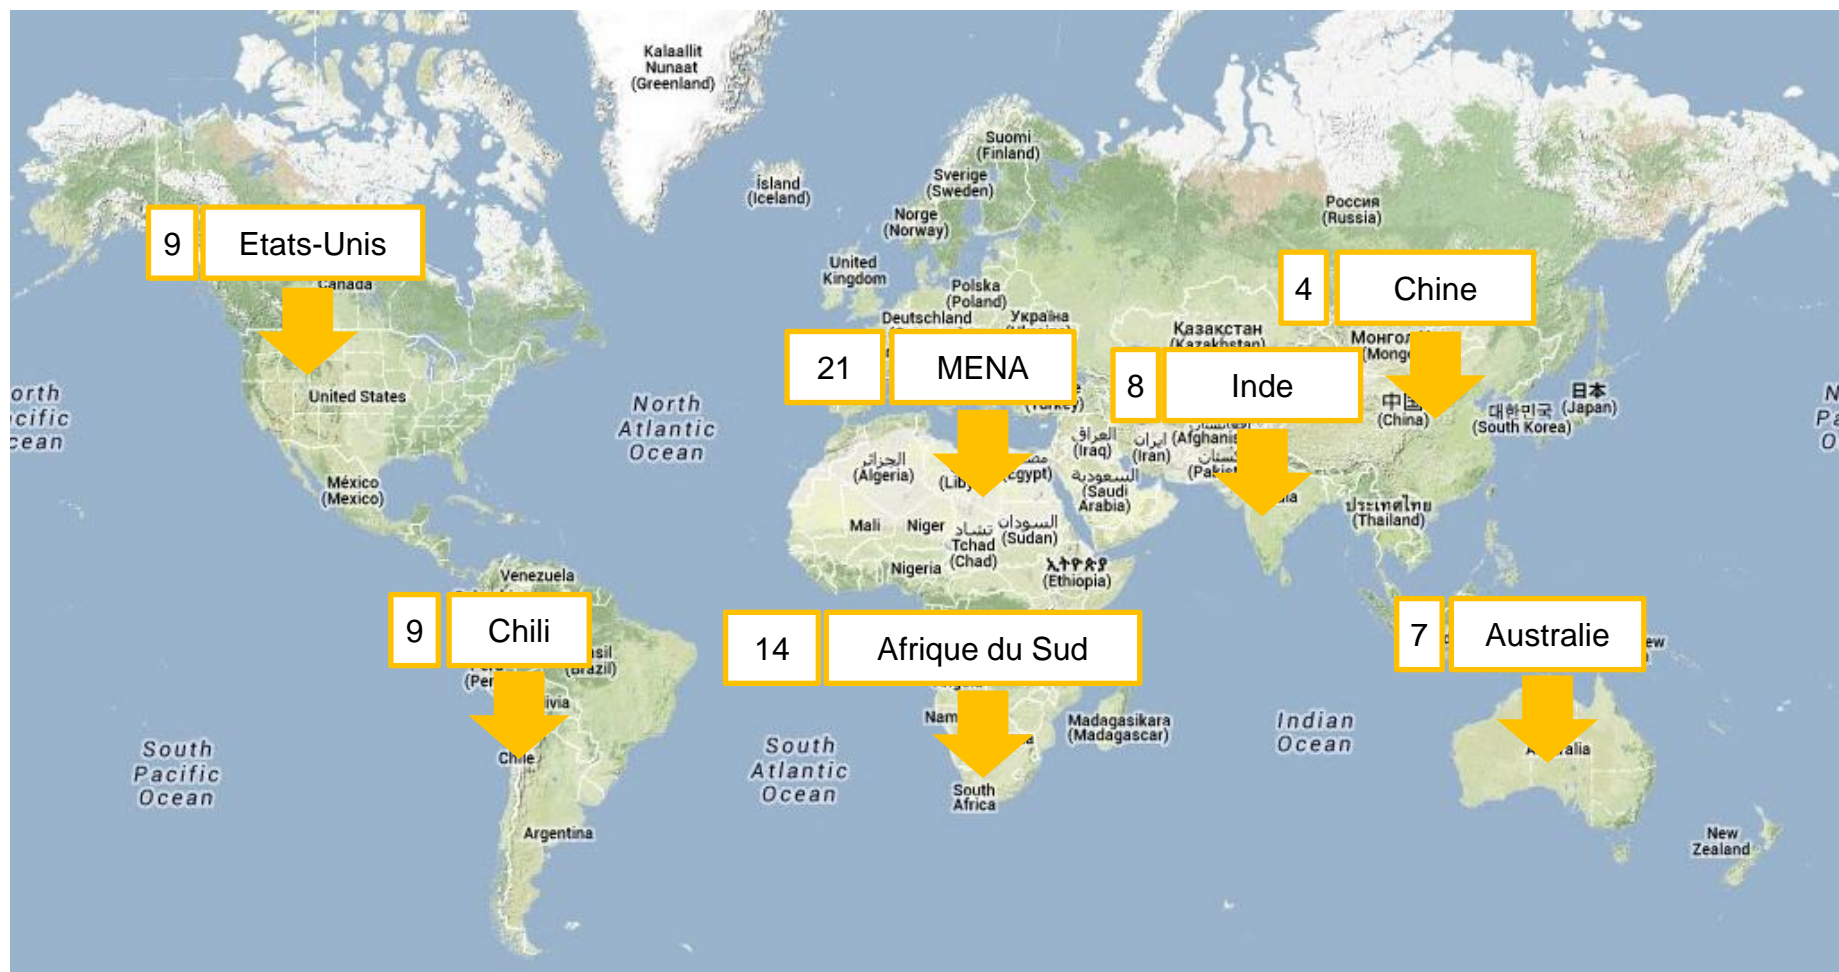 Kalaallit
Nunaat
(Greenland)
Suomi
(Finland)
Ísland
(Iceland)
Sverige
(Sweden)
Norge
(Norway)
Россия
(Russia)
9
Etats-Unis
Canada
United
Kingdom
Polska
(Poland)
Deutschland
Україна
4
Chine
Казакстан
(Kazakhstan)
21
MENA
8
Inde
United States
North
Atlantic
Ocean
(Turkey)
中国
(China)
日本
(Japan)
대한민국
(South Korea)
العراق
(Iraq)
ايران
(Iran)
الجزائر
(Algeria)
السعودية
(Saudi
Arabia)
México
(Mexico)
Mali
Niger
تشاد
Tchad
(Chad)
السودان
(Sudan)
ประเทศไทย
(Thailand)
Nigeria
ኢትዮጵያ
(Ethiopia)
Venezuela
9
Chili
14
Afrique du Sud
7
Australie
(Brazil)
Madagasikara
(Madagascar)
Indian
Ocean
South
Pacific
Ocean
South
Atlantic
Ocean
Chile
South
Africa
Argentina
New
Zealand